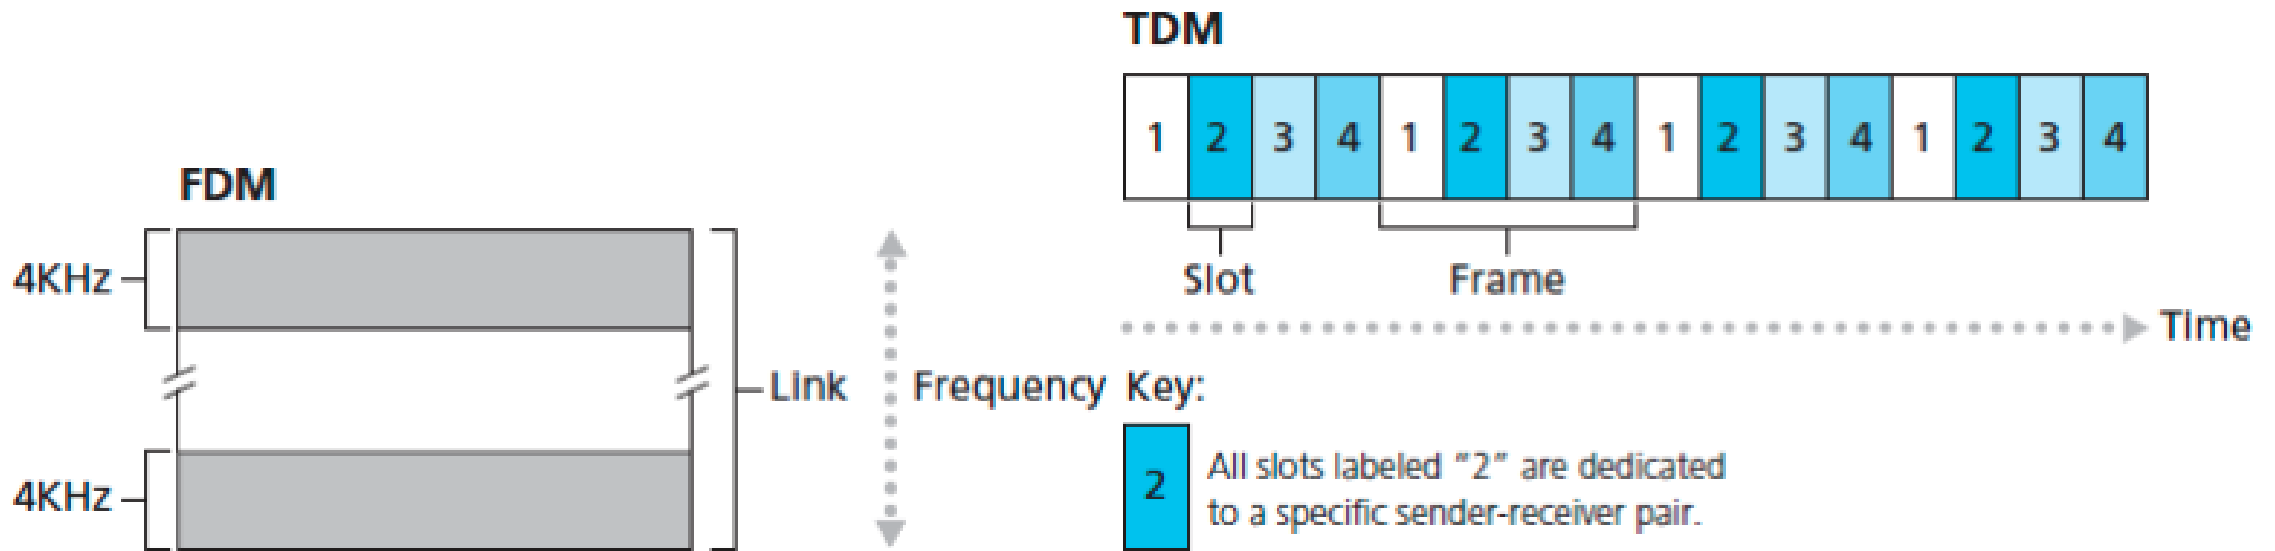 FDM
4KHz
4KHz
Link
Frequency
TDM
1 2 3 4 1 2 3 4 1 2 3 4 1 2 3 4
Slot
Frame
Time
Key:
2
All slots labeled "2" are dedicated
to a specific sender-receiver pair.